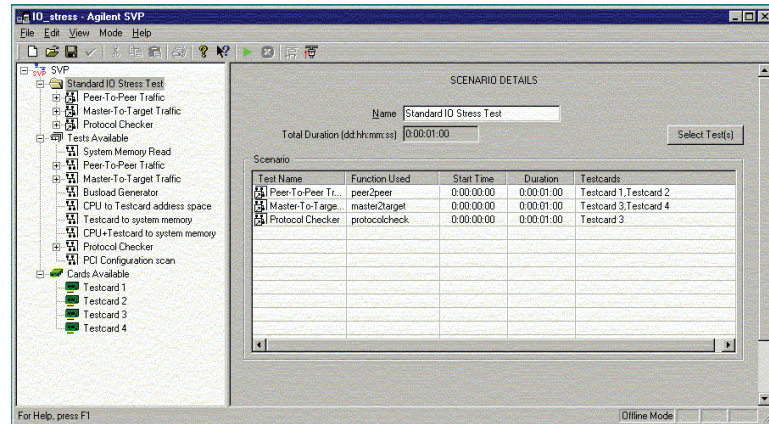 IO_stress - Agilent SVP
File Edit View Mode Help
SVP
SVP
Standard IO Stress Test
Peer-To-Peer Traffic
Master-To-Target Traffic
Protocol Checker
Tests Available
System Memory Read
Peer-To-Peer Traffic
Master-To-Target Traffic
Busload Generator
CPU to Testcard address space
Testcard to system memory
CPU+Testcard to system memory
Protocol Checker
PCI Configuration scan
Cards Available
Testcard 1
Testcard 2
Testcard 3
Testcard 4
SCENARIO DETAILS
Name Standard IO Stress Test
Total Duration (dd:hh:mm:ss) 0:00:01:00 Select Test(s)
Scenario
Test Name Function Used Start Time Duration Testcards
Peer-To-Peer Tr... peer2peer 0:00:00:00 0:00:01:00 Testcard 1,Testcard 2
Master-To-Targe... master2target 0:00:00:00 0:00:01:00 Testcard 3,Testcard 4
Protocol Checker protocolcheck 0:00:00:00 0:00:01:00 Testcard 3
For Help, press F1 Offline Mode